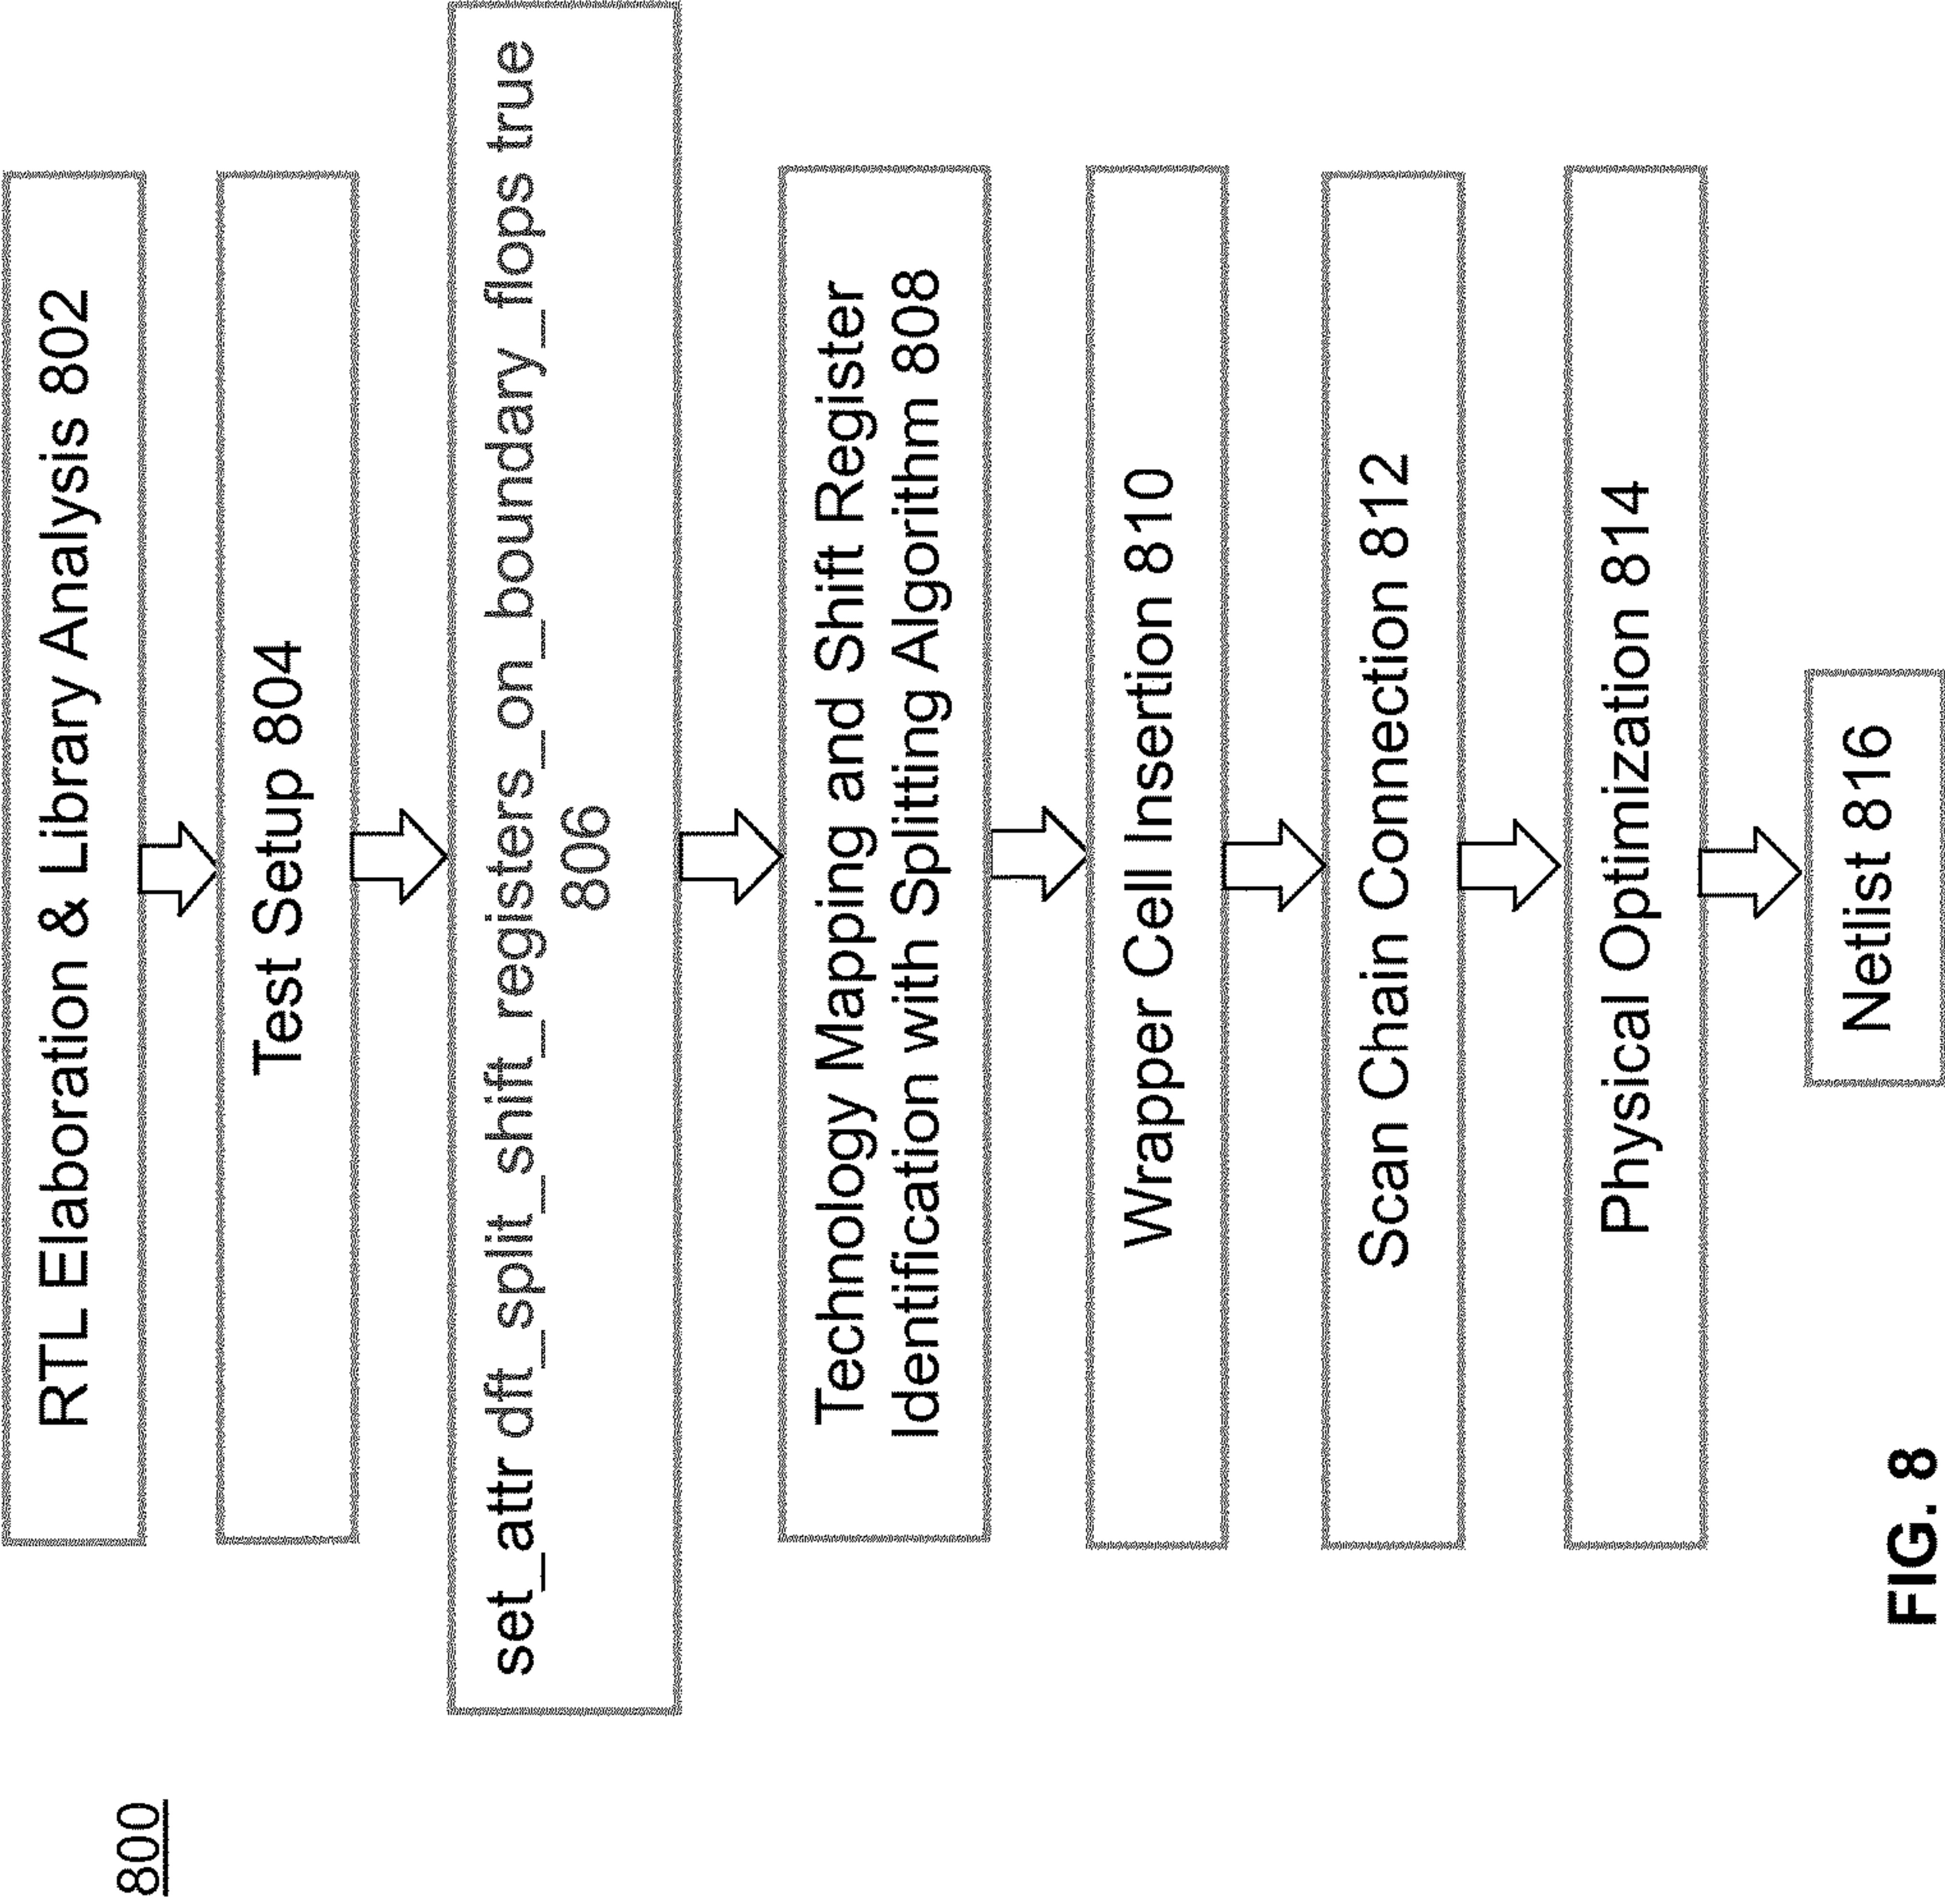 800
RTL Elaboration & Library Analysis 802
Test Setup 804
set_attr dft_split_shift_registers_on_boundary_flops true
806
Technology Mapping and Shift Register
Identification with Splitting Algorithm 808
Wrapper Cell Insertion 810
Scan Chain Connection 812
Physical Optimization 814
Netlist 816
FIG. 8